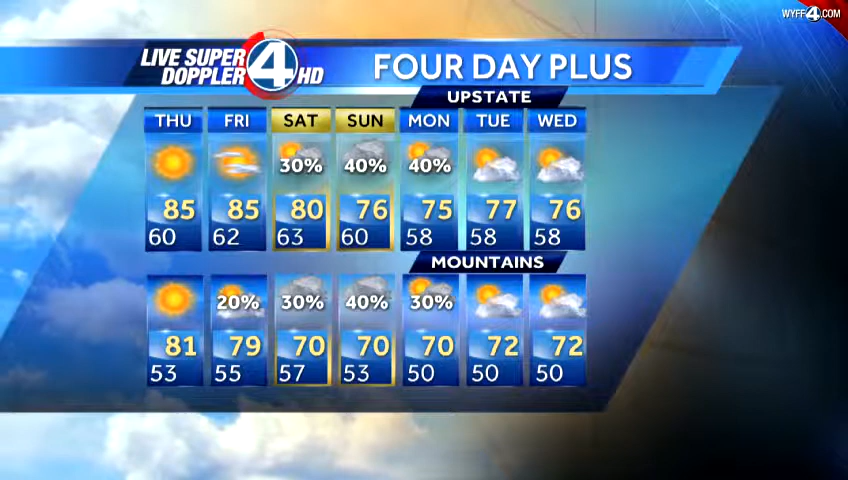 WYFF4.COM
LIVE SUPER
DOPPLER 4 HD
FOUR DAY PLUS
UPSTATE
THU FRI SAT SUN MON TUE WED
30% 40% 40%
85 85 80 76 75 77 76
60 62 63 60 58 58 58
MOUNTAINS
20% 30% 40% 30%
81 79 70 70 70 72 72
53 55 57 53 50 50 50